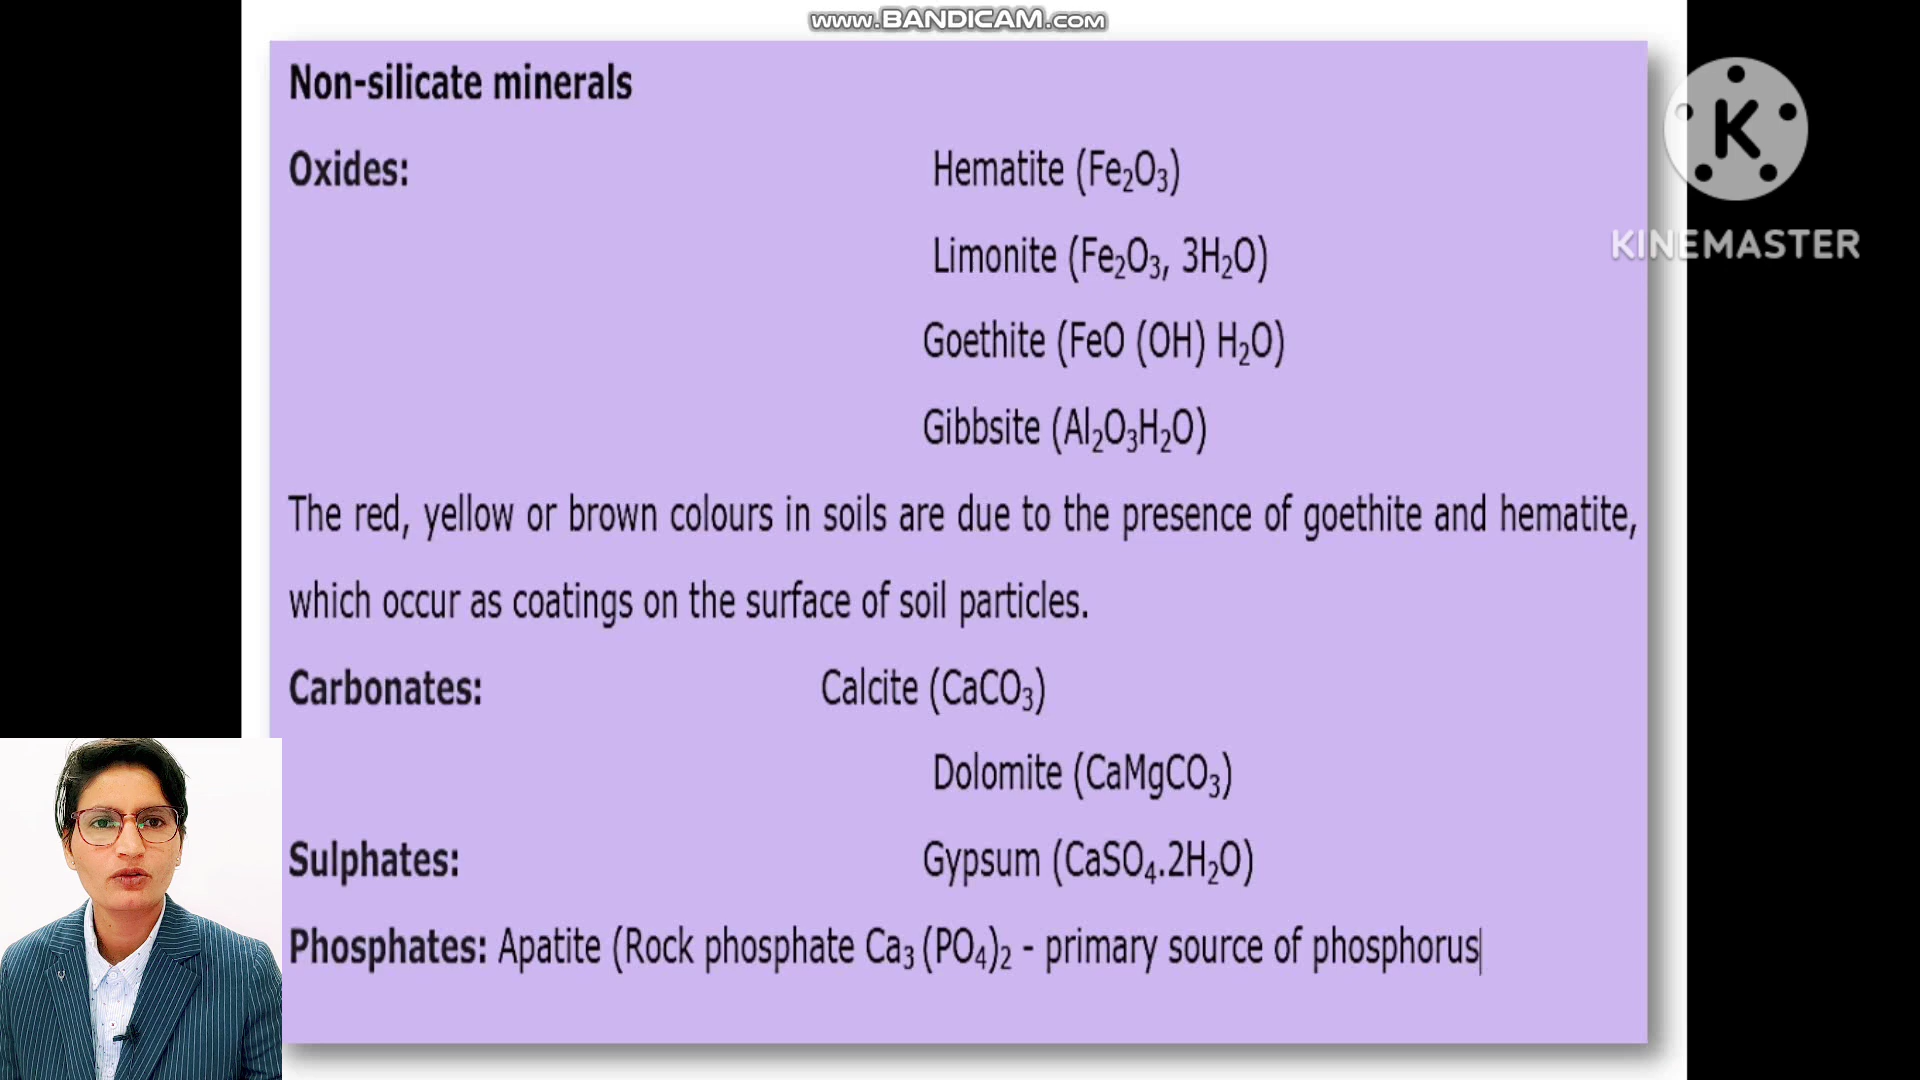 www.BANDICAM.com
Non-silicate minerals
Oxides: Hematite (Fe₂O₃)
Limonite (Fe₂O₃, 3H₂O)
Goethite (FeO (OH) H₂O)
Gibbsite (Al₂O₃H₂O)
The red, yellow or brown colours in soils are due to the presence of goethite and hematite,
which occur as coatings on the surface of soil particles.
Carbonates: Calcite (CaCO₃)
Dolomite (CaMgCO₃)
Sulphates: Gypsum (CaSO₄.2H₂O)
Phosphates: Apatite (Rock phosphate Ca₃ (PO₄)₂ - primary source of phosphorus
K
KINEMASTER